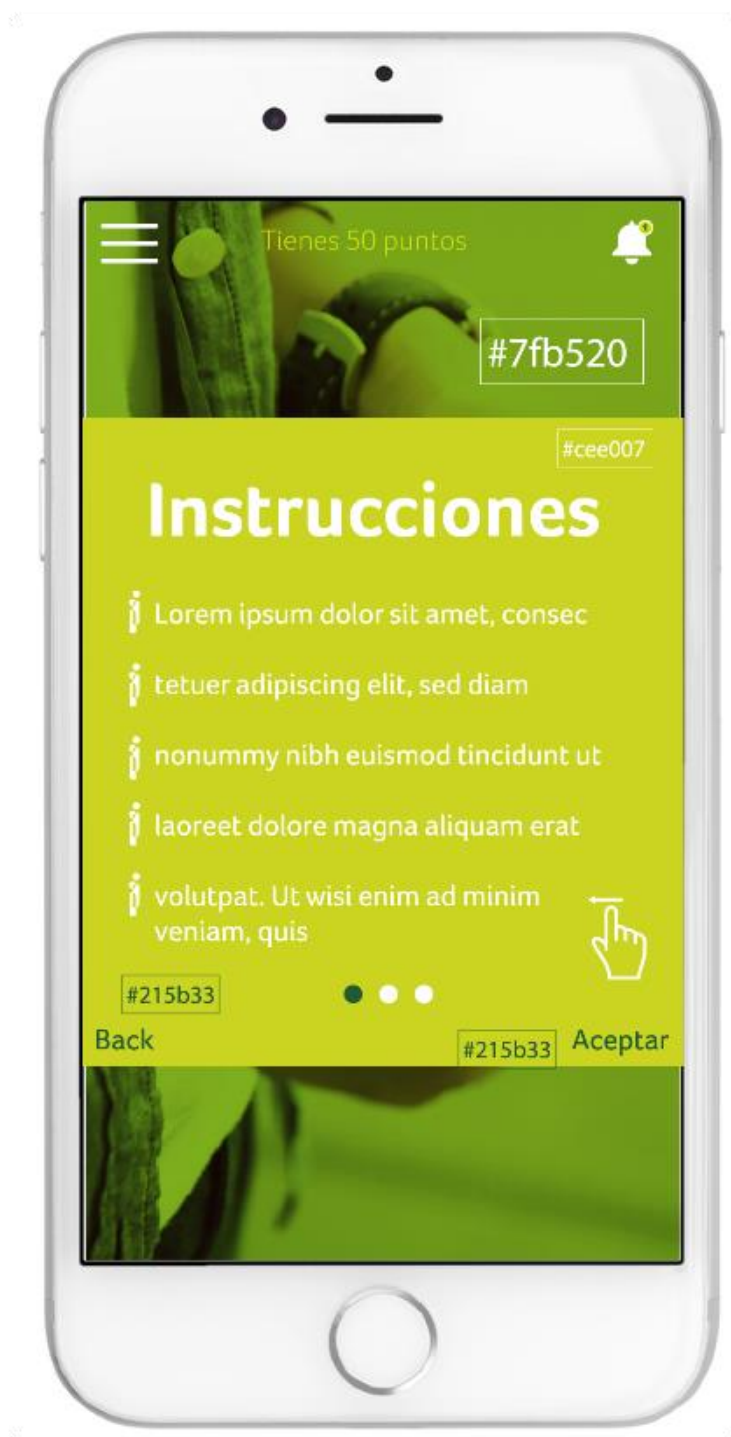 Tienes 50 puntos
#7fb520
#cee007
Instrucciones
Lorem ipsum dolor sit amet, consec
tetuer adipiscing elit, sed diam
nonummy nibh euismod tincidunt ut
laoreet dolore magna aliquam erat
volutpat. Ut wisi enim ad minim
veniam, quis
#215b33
Back
#215b33
Aceptar